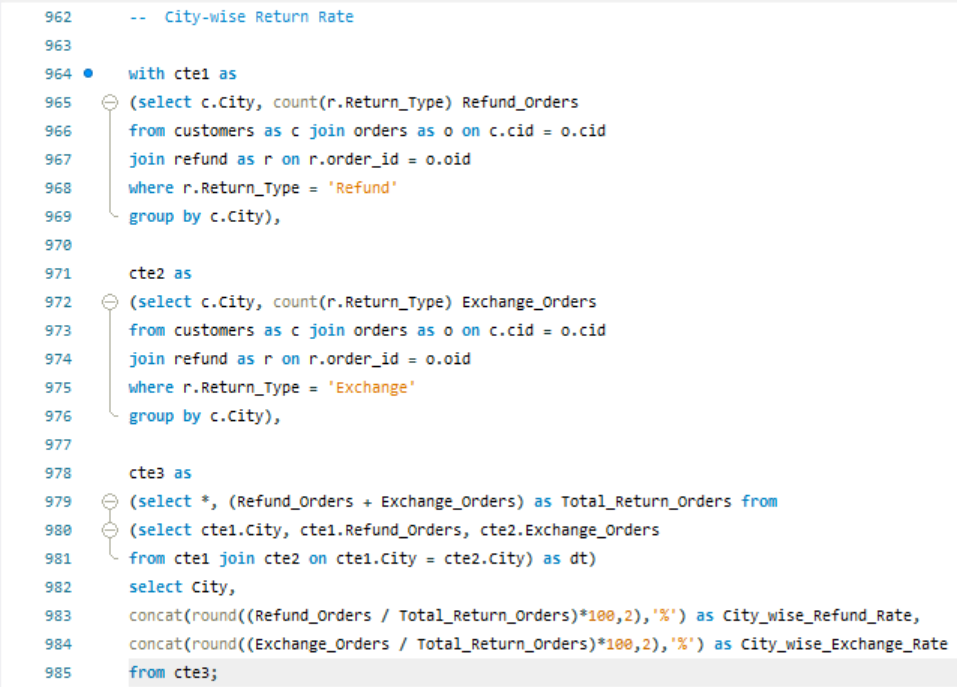 962 -- City-wise Return Rate
963
964 with cte1 as
965 (select c.City, count(r.Return_Type) Refund_Orders
966 from customers as c join orders as o on c.cid = o.cid
967 join refund as r on r.order_id = o.oid
968 where r.Return_Type = 'Refund'
969 group by c.City),
970
971 cte2 as
972 (select c.City, count(r.Return_Type) Exchange_Orders
973 from customers as c join orders as o on c.cid = o.cid
974 join refund as r on r.order_id = o.oid
975 where r.Return_Type = 'Exchange'
976 group by c.City),
977
978 cte3 as
979 (select *, (Refund_Orders + Exchange_Orders) as Total_Return_Orders from
980 (select cte1.City, cte1.Refund_Orders, cte2.Exchange_Orders
981 from cte1 join cte2 on cte1.City = cte2.City) as dt)
982 select City,
983 concat(round((Refund_Orders / Total_Return_Orders)*100,2),'%') as City_wise_Refund_Rate,
984 concat(round((Exchange_Orders / Total_Return_Orders)*100,2),'%') as City_wise_Exchange_Rate
985 from cte3;